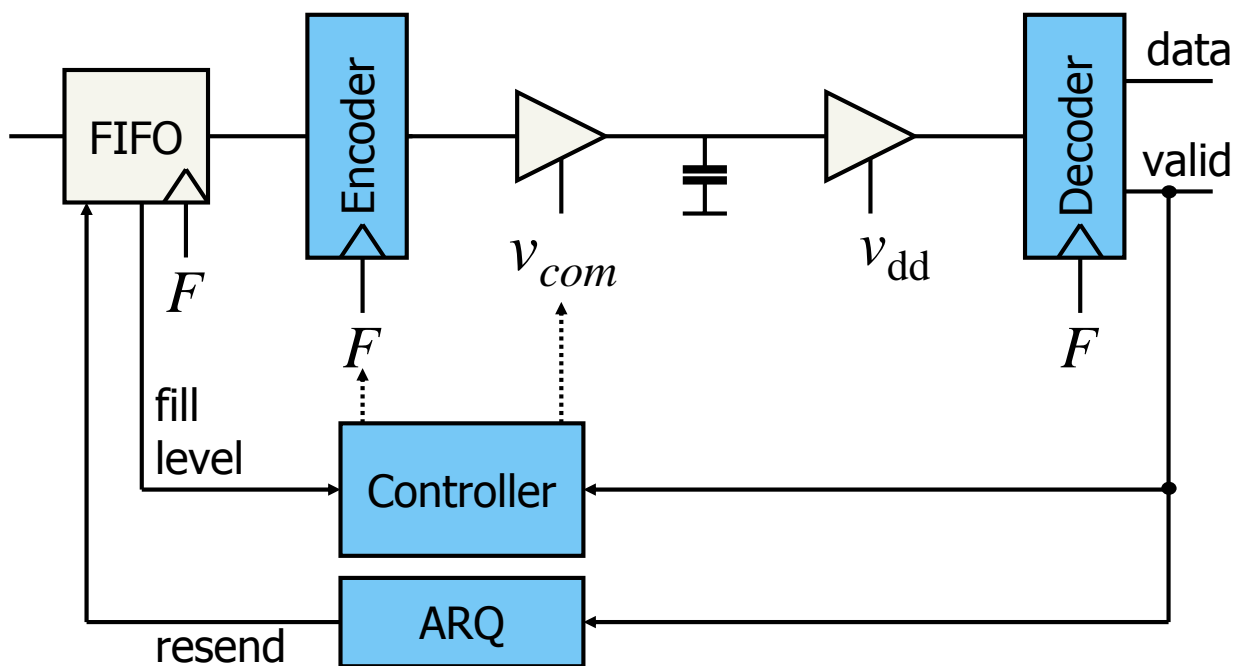 data
FIFO
Encoder
Decoder
valid
F
v_com
v_dd
F
F
fill
level
Controller
ARQ
resend